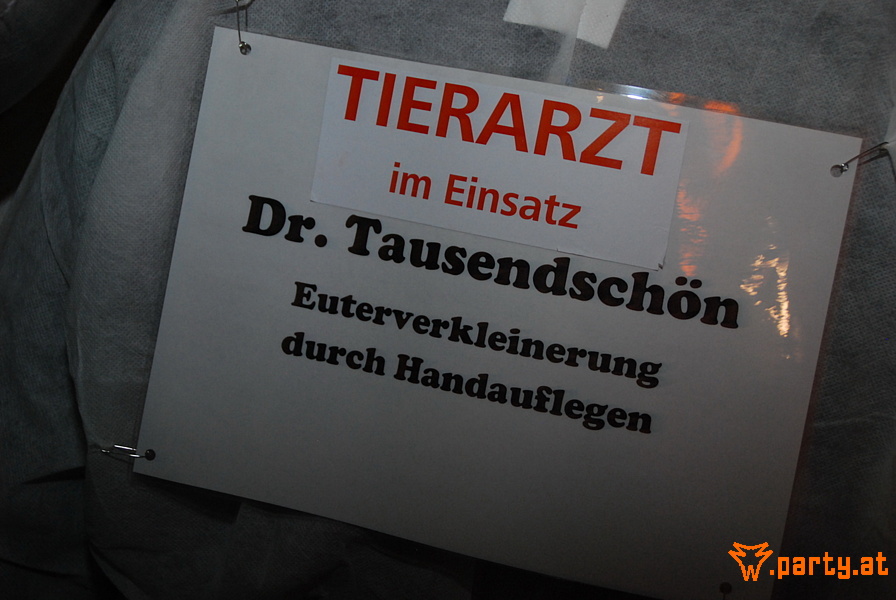 TIERARZT
im Einsatz
Dr. Tausendschön
Euterverkleinerung
durch Handauflegen
.party.at